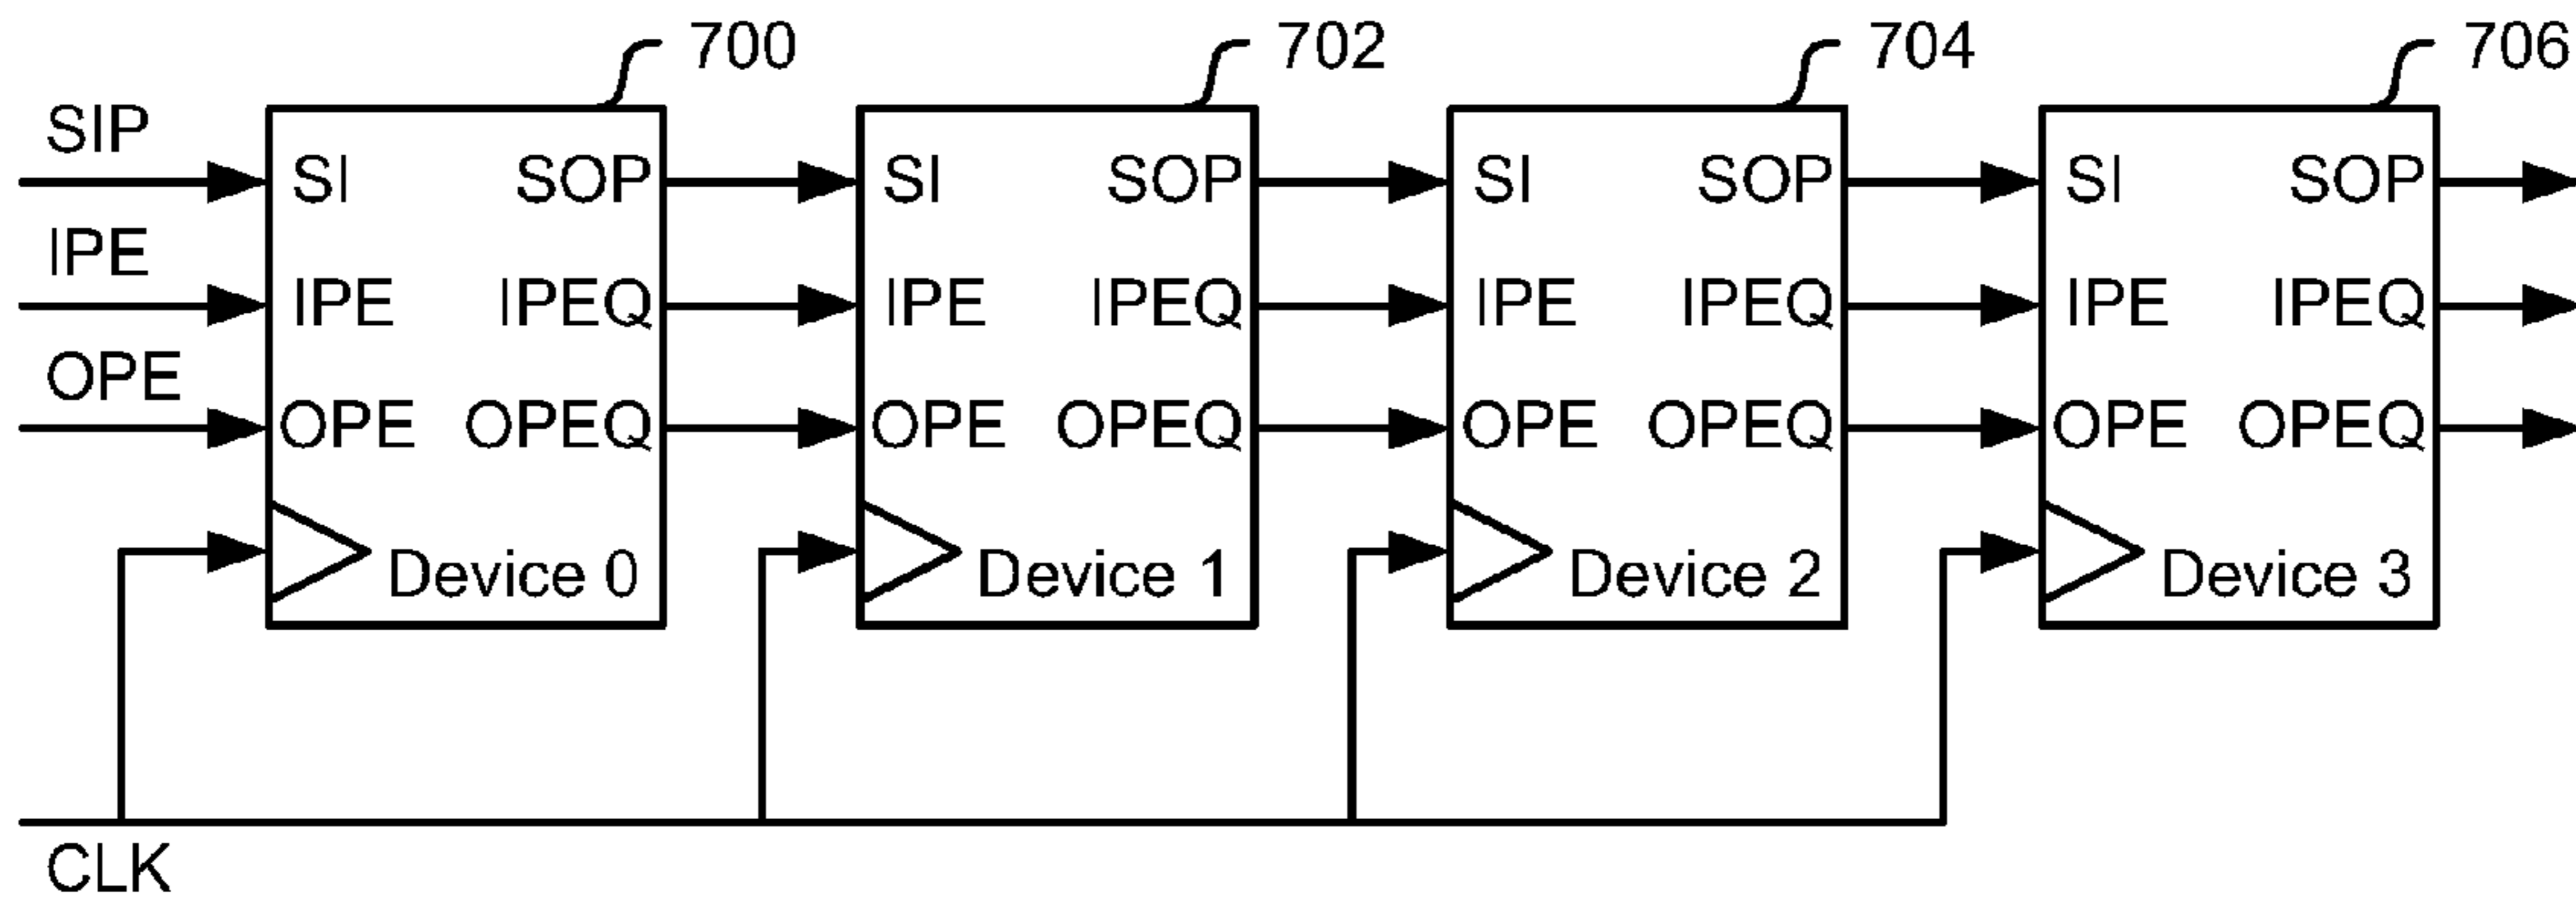 700 702 704 706
SIP
SI SOP SI SOP SI SOP SI SOP
IPE
IPE IPEQ IPE IPEQ IPE IPEQ IPE IPEQ
OPE
OPE OPEQ OPE OPEQ OPE OPEQ OPE OPEQ
Device 0 Device 1 Device 2 Device 3
CLK